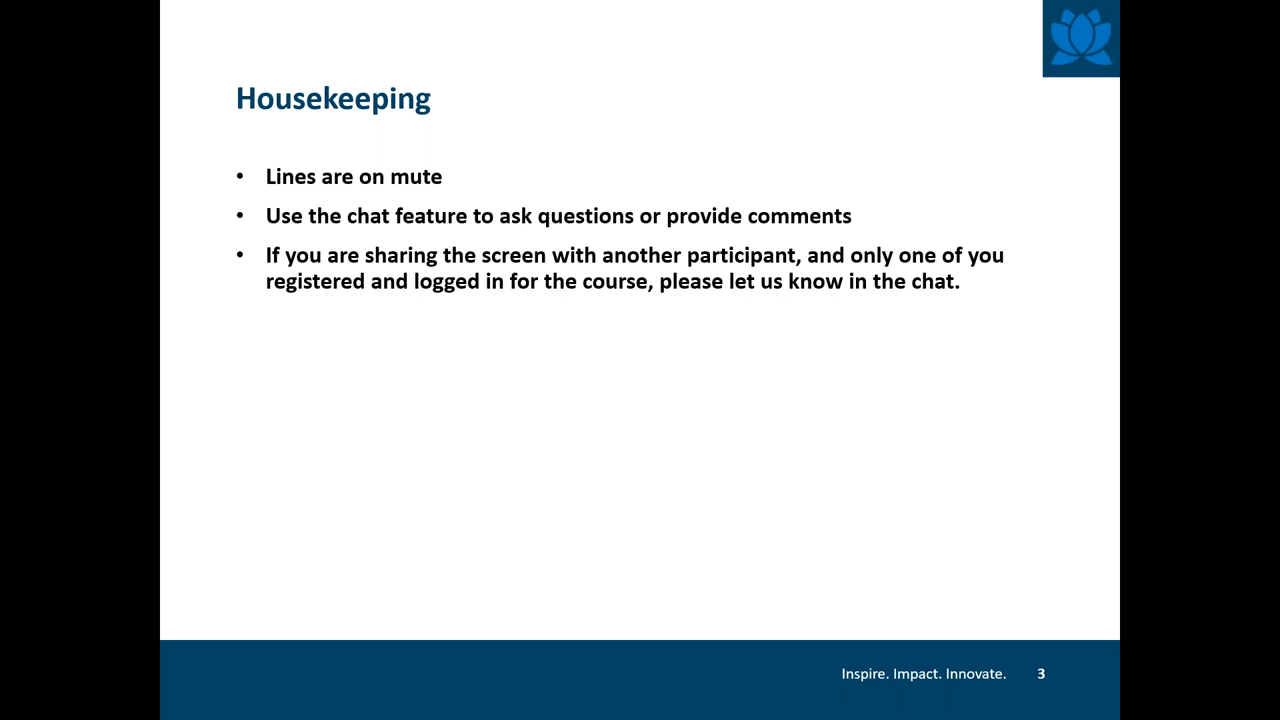 Housekeeping
• Lines are on mute
• Use the chat feature to ask questions or provide comments
• If you are sharing the screen with another participant, and only one of you
registered and logged in for the course, please let us know in the chat.
Inspire. Impact. Innovate. 3